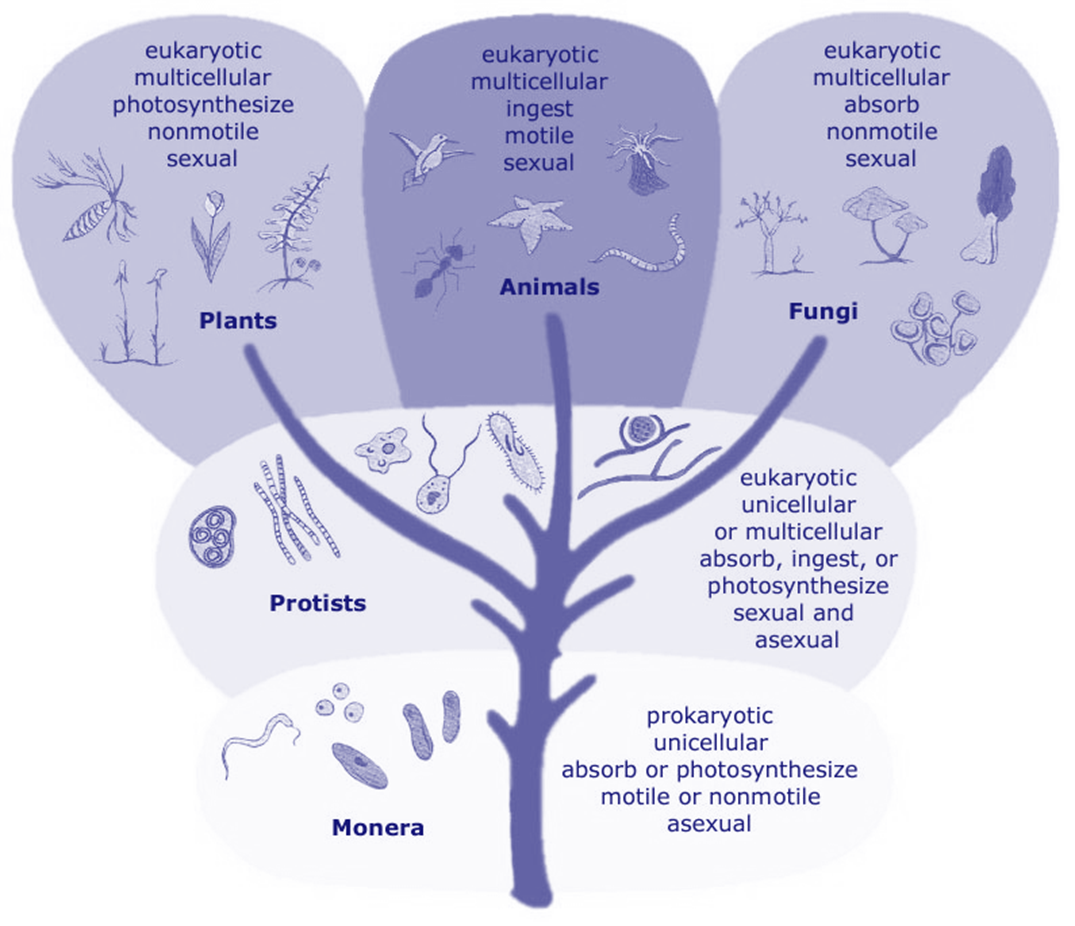 eukaryotic
multicellular
photosynthesize
nonmotile
sexual
Plants
eukaryotic
multicellular
ingest
motile
sexual
Animals
eukaryotic
multicellular
absorb
nonmotile
sexual
Fungi
Protists
eukaryotic
unicellular
or multicellular
absorb, ingest, or
photosynthesize
sexual and
asexual
Monera
prokaryotic
unicellular
absorb or photosynthesize
motile or nonmotile
asexual